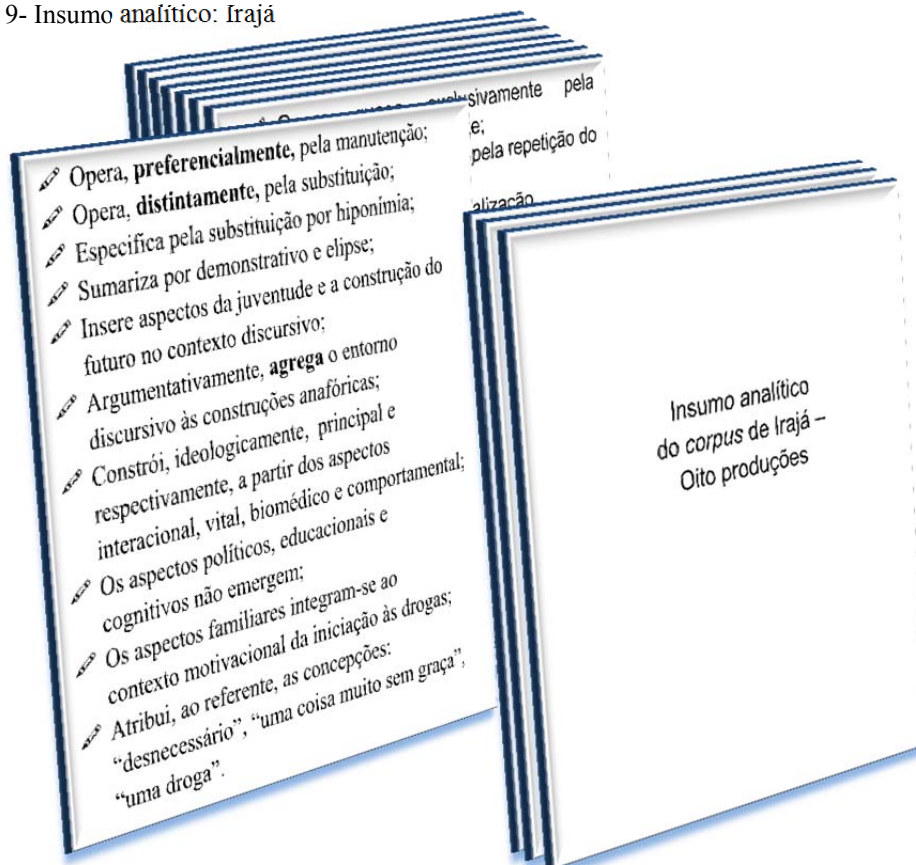 9- Insumo analítico: Irajá
sivamente pela
e;
pela repetição do
alização
Opera, preferencialmente, pela manutenção;
Opera, distintamente, pela substituição;
Especifica pela substituição por hiponímia;
Sumariza por demonstrativo e elipse;
Insere aspectos da juventude e a construção do
futuro no contexto discursivo;
Argumentativamente, agrega o entorno
discursivo às construções anafóricas;
Constrói, ideologicamente, principal e
respectivamente, a partir dos aspectos
interacional, vital, biomédico e comportamental;
Os aspectos políticos, educacionais e
cognitivos não emergem;
Os aspectos familiares integram-se ao
contexto motivacional da iniciação às drogas;
Atribui, ao referente, as concepções:
“desnecessário”, “uma coisa muito sem graça”,
“uma droga”.
Insumo analítico
do corpus de Irajá –
Oito produções